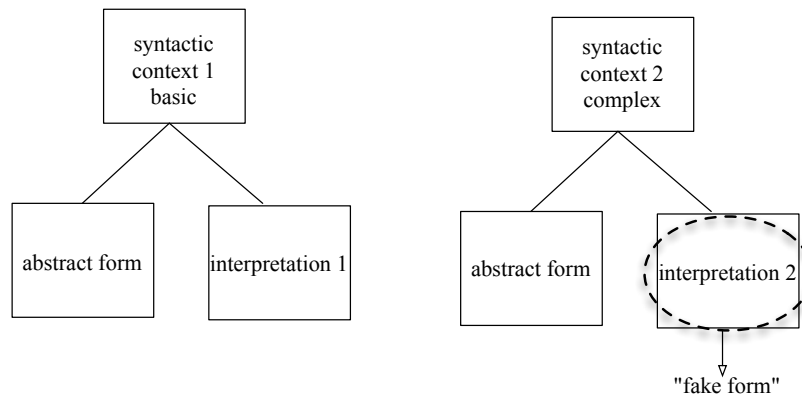 syntactic
context 1
basic
syntactic
context 2
complex
abstract form
interpretation 1
abstract form
interpretation 2
"fake form"